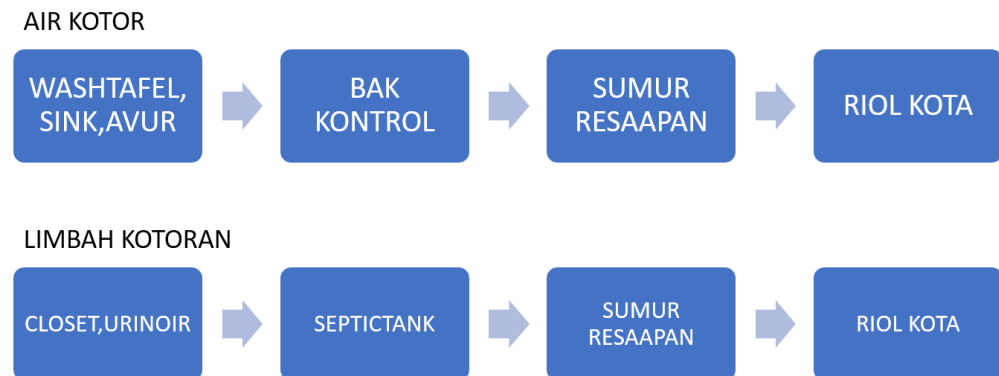 AIR KOTOR
WASHTAFEL,
SINK,AVUR
BAK
KONTROL
SUMUR
RESAAPAN
RIOL KOTA
LIMBAH KOTORAN
CLOSET,URINOIR
SEPTICTANK
SUMUR
RESAAPAN
RIOL KOTA